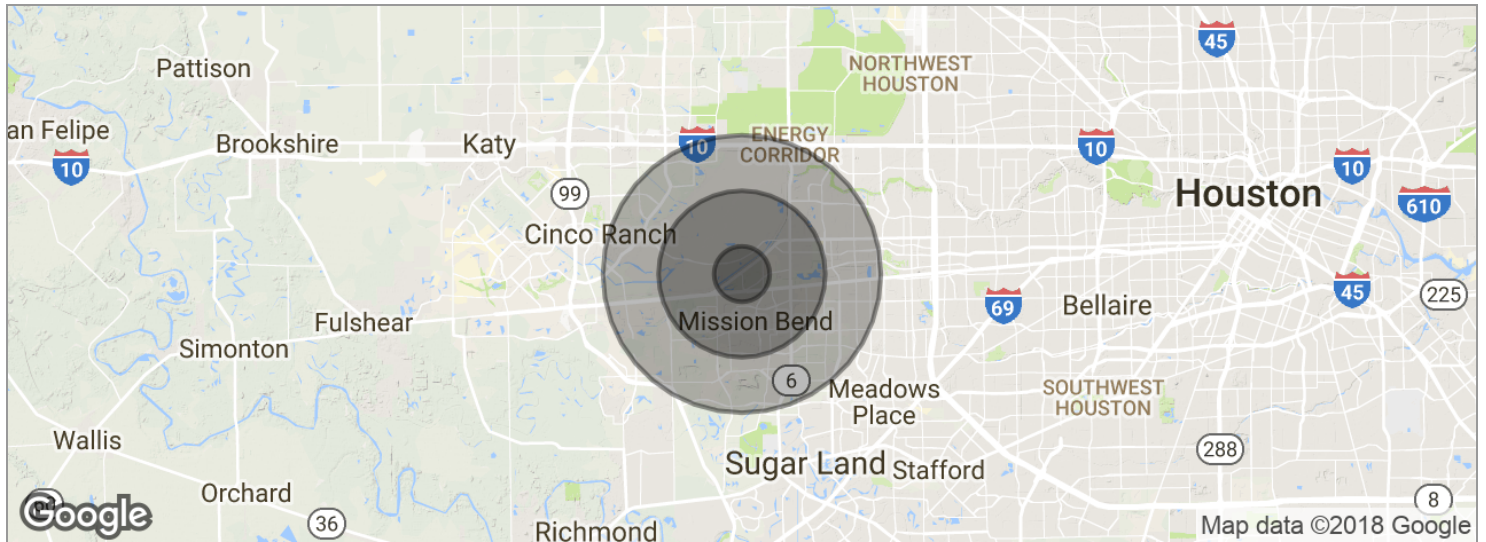 45
NORTHWEST
HOUSTON
Pattison
an Felipe
Brookshire
Katy
10
ENERGY
CORRIDOR
10
10
10
99
Houston
610
Cinco Ranch
45
225
69
Bellaire
Fulshear
Mission Bend
Simonton
6
Meadows
Place
SOUTHWEST
HOUSTON
Wallis
288
Sugar Land
Stafford
Orchard
8
Google
36
Richmond
Map data ©2018 Google